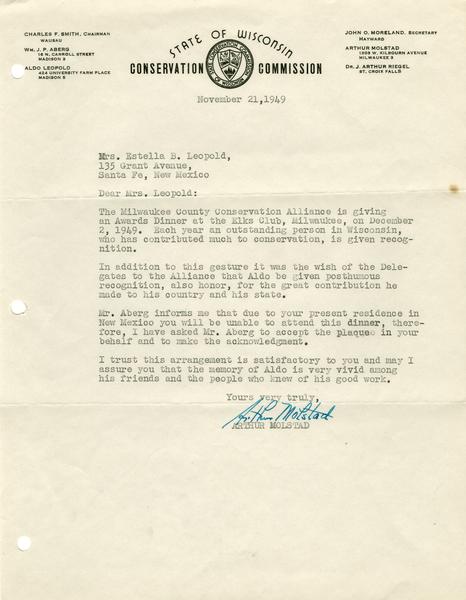 CHARLES F. SMITH, CHAIRMAN
WAUSAU
WM. J. P. ABERG
16 N. CARROLL STREET
MADISON 3
ALDO LEOPOLD
424 UNIVERSITY FARM PLACE
MADISON 5
STATE OF WISCONSIN
CONSERVATION COMMISSION
JOHN O. MORELAND, SECRETARY
HAYWARD
ARTHUR MOLSTAD
1209 W. KILBOURN AVENUE
MILWAUKEE 3
DR. J. ARTHUR RIEGEL
ST. CROIX FALLS
November 21,1949
Mrs. Estella B. Leopold,
135 Grant Avenue,
Santa Fe, New Mexico
Dear Mrs. Leopold:
The Milwaukee County Conservation Alliance is giving
an Awards Dinner at the Elks Club, Milwaukee, on December
2, 1949. Each year an outstanding person in Wisconsin,
who has contributed much to conservation, is given recog-
nition.
In addition to this gesture it was the wish of the Dele-
gates to the Alliance that Aldo be given posthumous
recognition, also honor, for the great contribution he
made to his country and his state.
Mr. Aberg informs me that due to your present residence in
New Mexico you will be unable to attend this dinner, there-
fore, I have asked Mr. Aberg to accept the plaque in your
behalf and to make the acknowledgment.
I trust this arrangement is satisfactory to you and may I
assure you that the memory of Aldo is very vivid among
his friends and the people who knew of his good work.
Yours very truly,
Arthur Molstad
ARTHUR MOLSTAD